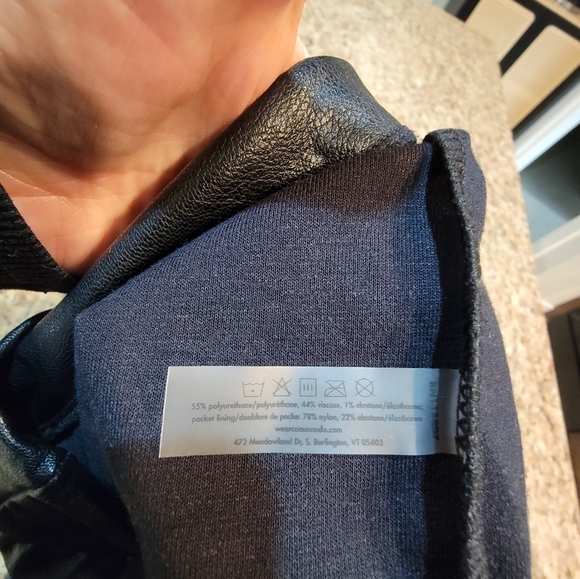 55% polyurethane/polyuréthane, 44% viscose, 1% elastane/élasthanne,
pocket lining/doublure de poche: 78% nylon, 22% elastane/élasthanne
wearcommando.com
472 Meadowland Dr, S. Burlington, VT 05403